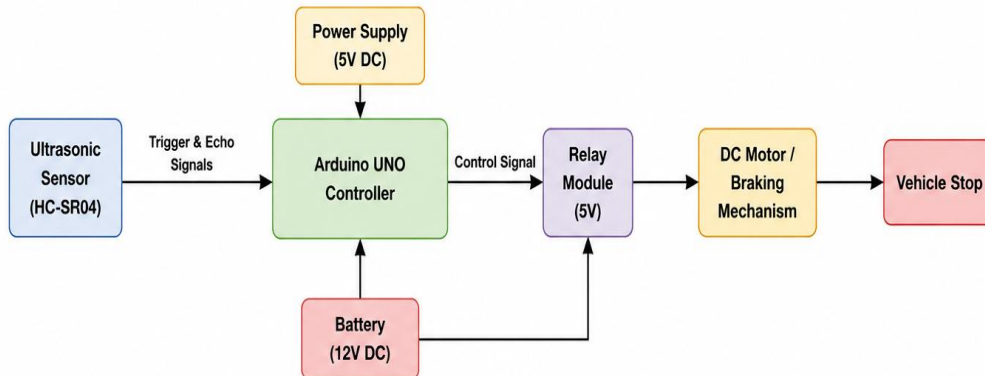 Power Supply
(5V DC)
Ultrasonic
Sensor
(HC-SR04)
Trigger & Echo
Signals
Arduino UNO
Controller
Control Signal
Relay
Module
(5V)
DC Motor /
Braking
Mechanism
Vehicle Stop
Battery
(12V DC)